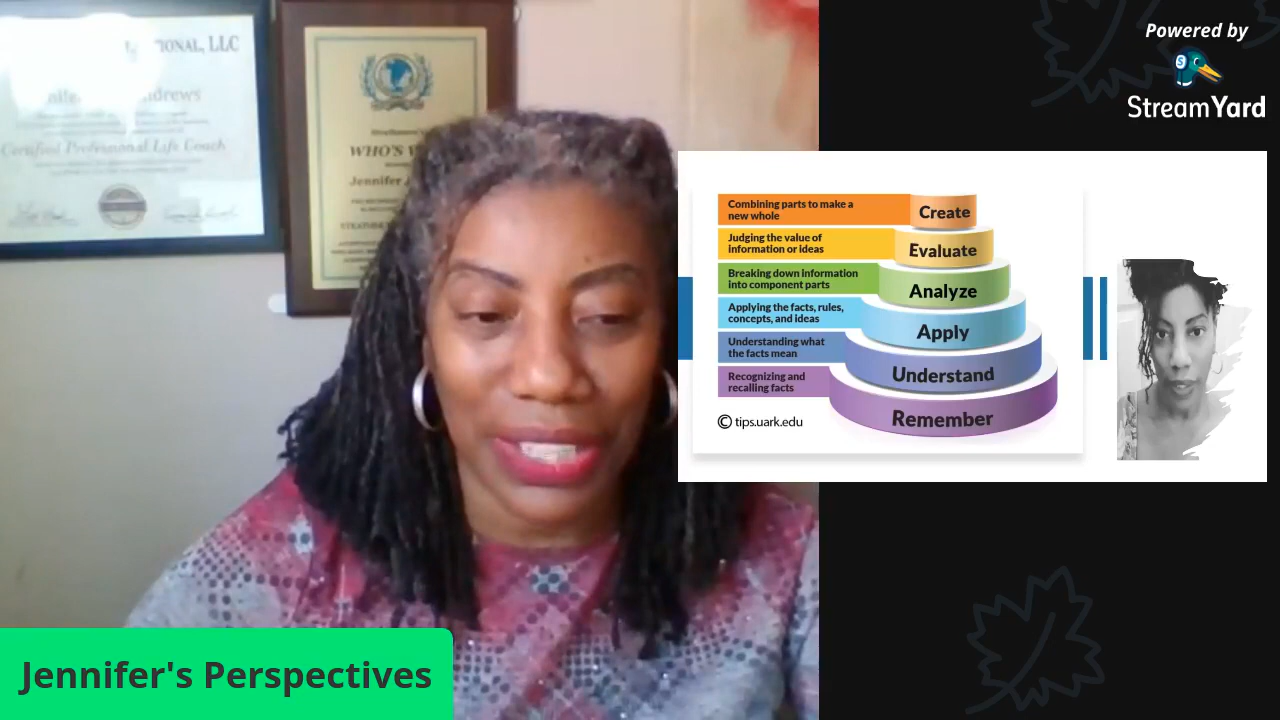 Powered by
StreamYard
IONAL, LLC
Certified Professional Life Coach
WHO'S
Jennifer
Combining parts to make a
new whole
Create
Judging the value of
information or ideas
Evaluate
Breaking down information
into component parts
Analyze
Applying the facts, rules,
concepts, and ideas
Apply
Understanding what
the facts mean
Understand
Recognizing and
recalling facts
Remember
© tips.uark.edu
Jennifer's Perspectives